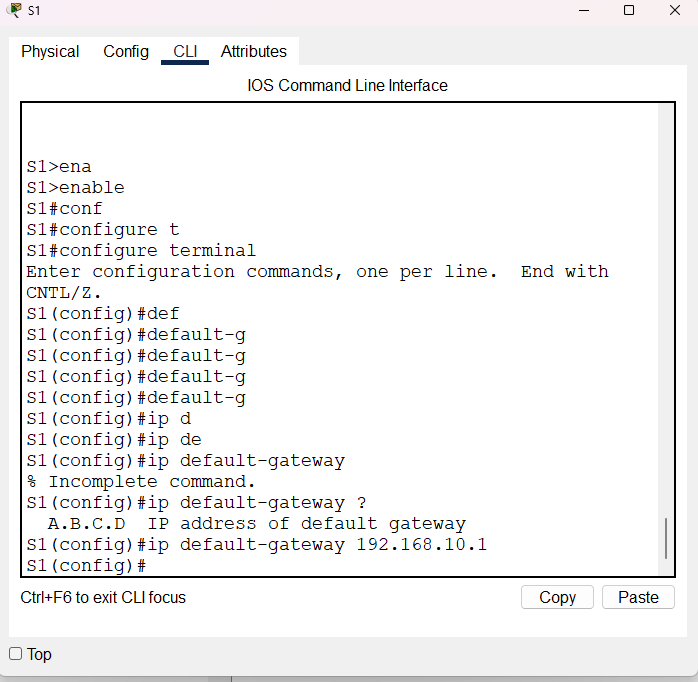 S1
Physical Config CLI Attributes
IOS Command Line Interface
S1>ena
S1>enable
S1#conf
S1#configure t
S1#configure terminal
Enter configuration commands, one per line.  End with
CNTL/Z.
S1(config)#def
S1(config)#default-g
S1(config)#default-g
S1(config)#default-g
S1(config)#default-g
S1(config)#ip d
S1(config)#ip de
S1(config)#ip default-gateway
% Incomplete command.
S1(config)#ip default-gateway ?
  A.B.C.D  IP address of default gateway
S1(config)#ip default-gateway 192.168.10.1
S1(config)#
Ctrl+F6 to exit CLI focus Copy Paste
Top